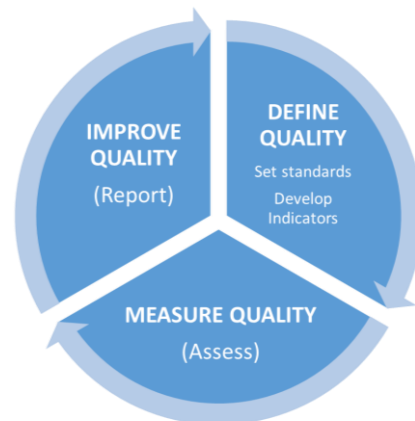 DEFINE
QUALITY
Set standards
Develop
Indicators
MEASURE QUALITY
(Assess)
IMPROVE
QUALITY
(Report)